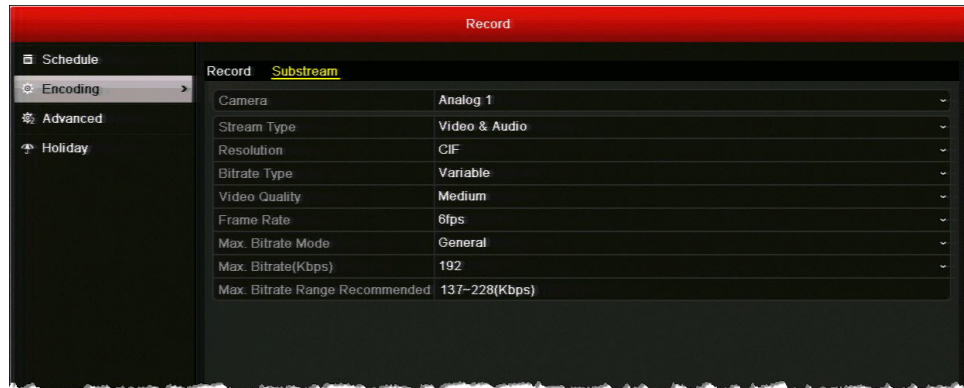 Record
Schedule
Encoding
Advanced
Holiday
Record Substream
Camera Analog 1
Stream Type Video & Audio
Resolution CIF
Bitrate Type Variable
Video Quality Medium
Frame Rate 6fps
Max. Bitrate Mode General
Max. Bitrate(Kbps) 192
Max. Bitrate Range Recommended 137~228(Kbps)